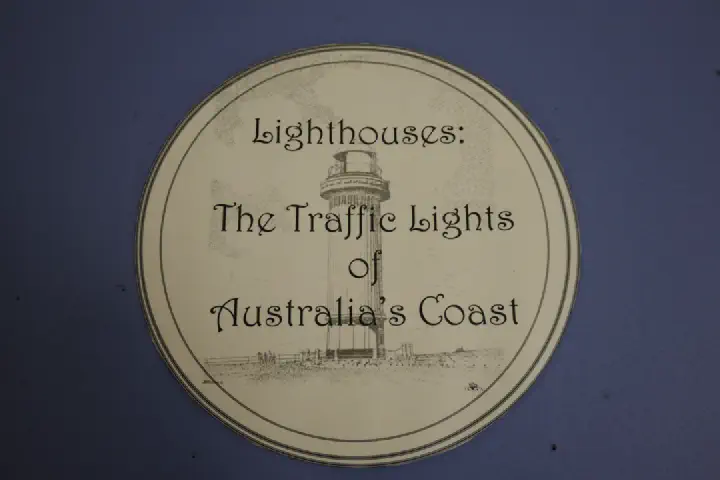 Lighthouses:
The Traffic Lights
of
Australia's Coast